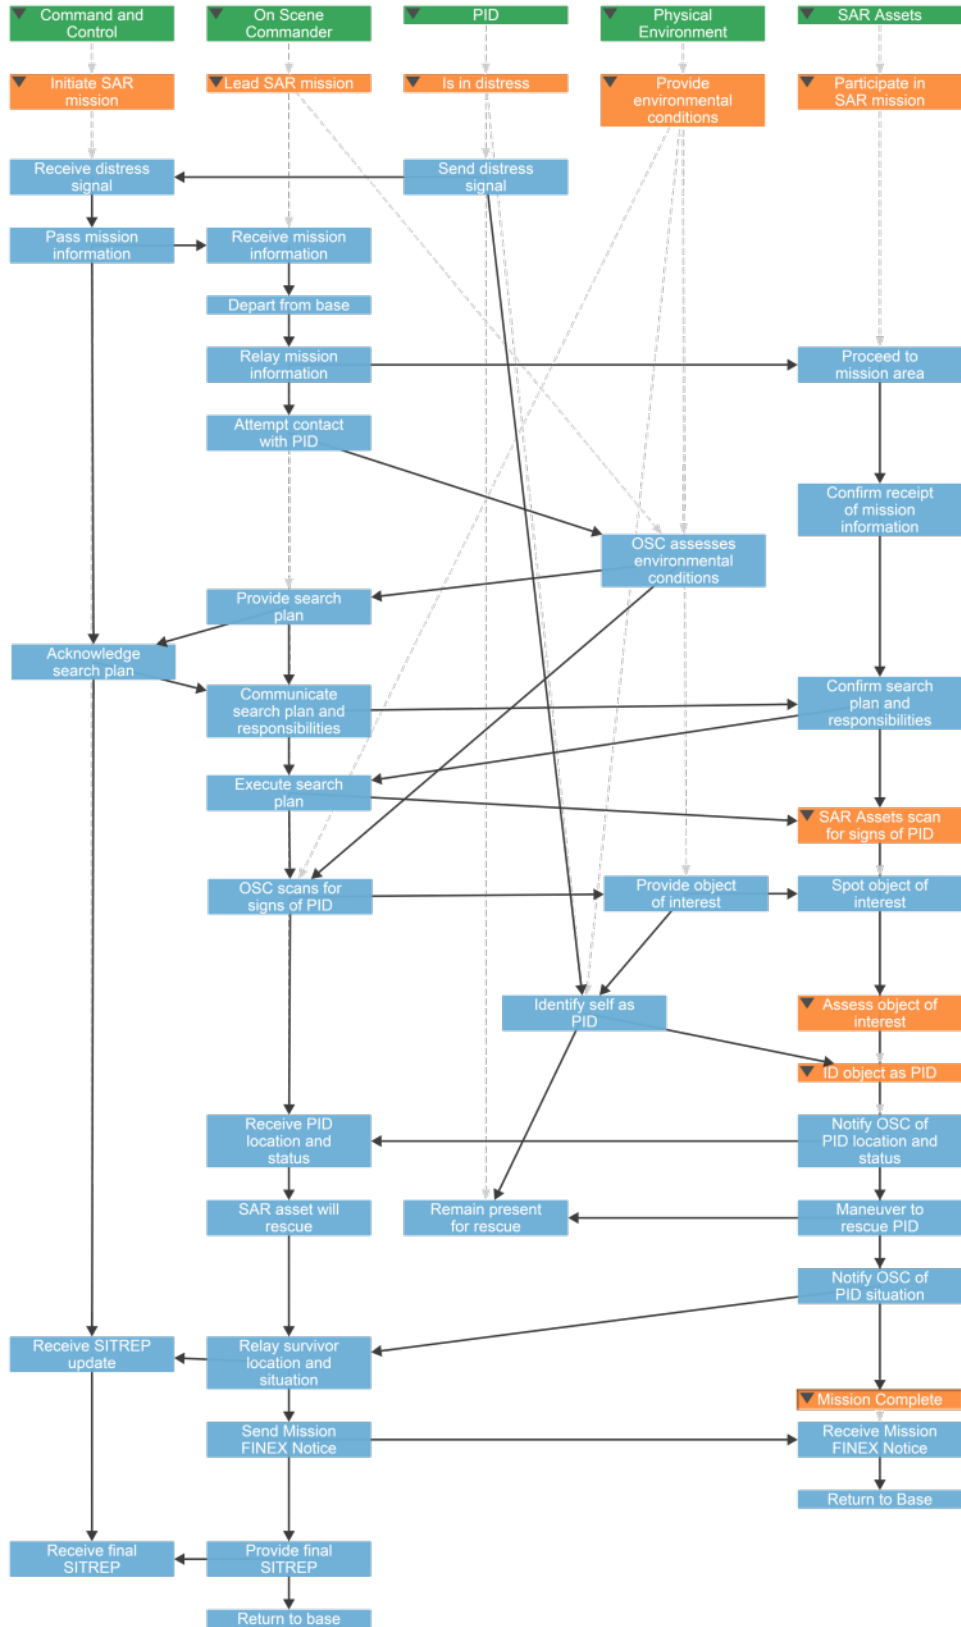 Command and
Control
On Scene
Commander
PID
Physical
Environment
SAR Assets
Initiate SAR
mission
Lead SAR mission
Is in distress
Provide
environmental
conditions
Participate in
SAR mission
Receive distress
signal
Send distress
signal
Pass mission
information
Receive mission
information
Depart from base
Relay mission
information
Proceed to
mission area
Attempt contact
with PID
Confirm receipt
of mission
information
OSC assesses
environmental
conditions
Provide search
plan
Acknowledge
search plan
Communicate
search plan and
responsibilities
Confirm search
plan and
responsibilities
Execute search
plan
SAR Assets scan
for signs of PID
OSC scans for
signs of PID
Provide object
of interest
Spot object of
interest
Identify self as
PID
Assess object of
interest
ID object as PID
Receive PID
location and
status
Notify OSC of
PID location and
status
SAR asset will
rescue
Remain present
for rescue
Maneuver to
rescue PID
Notify OSC of
PID situation
Receive SITREP
update
Relay survivor
location and
situation
Mission Complete
Send Mission
FINEX Notice
Receive Mission
FINEX Notice
Return to Base
Receive final
SITREP
Provide final
SITREP
Return to base